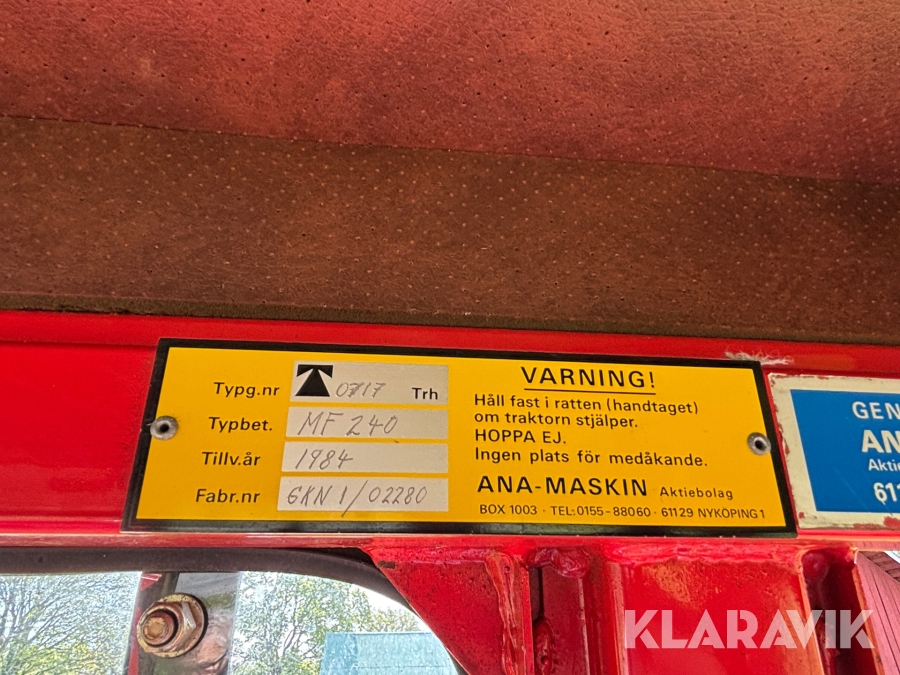 Typg.nr 0717 Trh
Typbet. MF 240
Tillv.år 1984
Fabr.nr GKN 1/02280
VARNING!
Håll fast i ratten (handtaget)
om traktorn stjälper.
HOPPA EJ.
Ingen plats för medåkande.
ANA-MASKIN Aktiebolag
BOX 1003 · TEL:0155-88060 · 61129 NYKÖPING 1
GEN
AN
Aktie
611
KLARAVIK